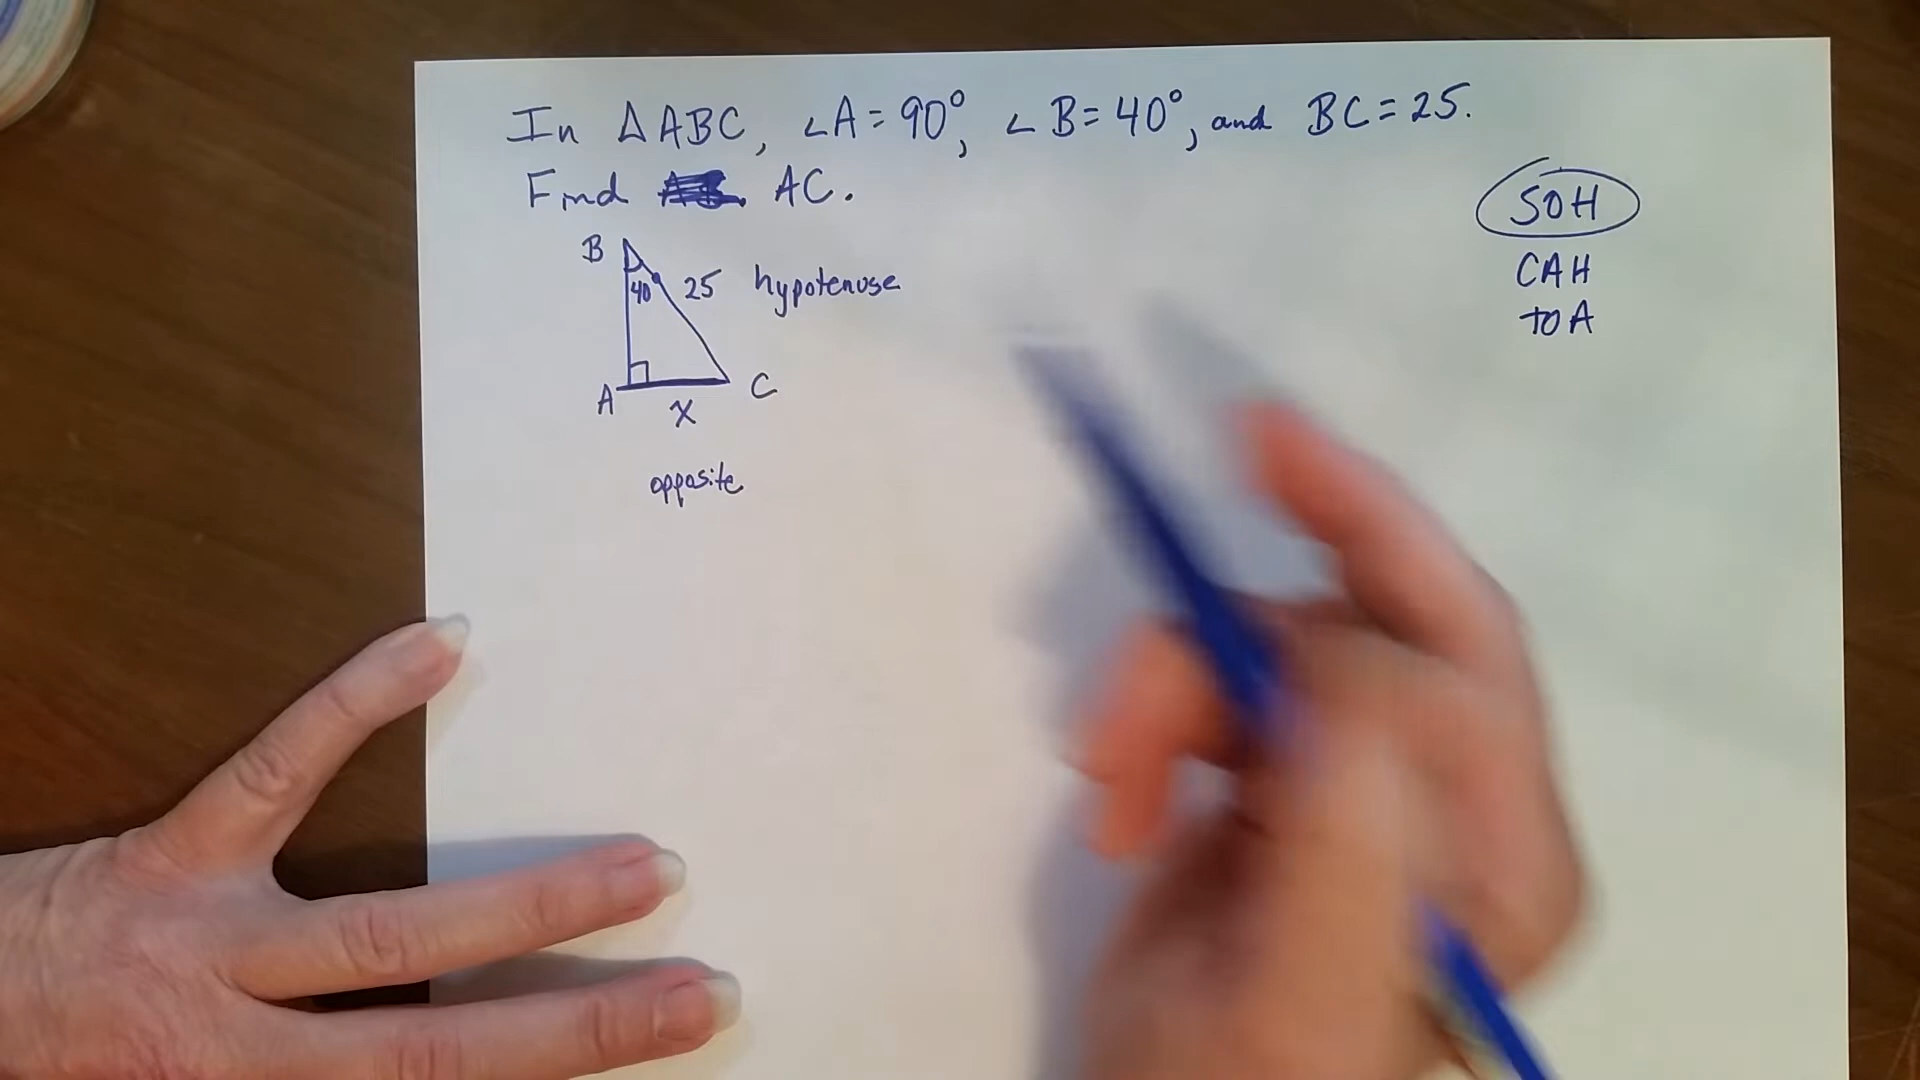 In △ABC, ∠A = 90°, ∠B = 40°, and BC = 25.
Find AC.
SOH
CAH
TOA
B
40
25 hypotenuse
A
x
C
opposite